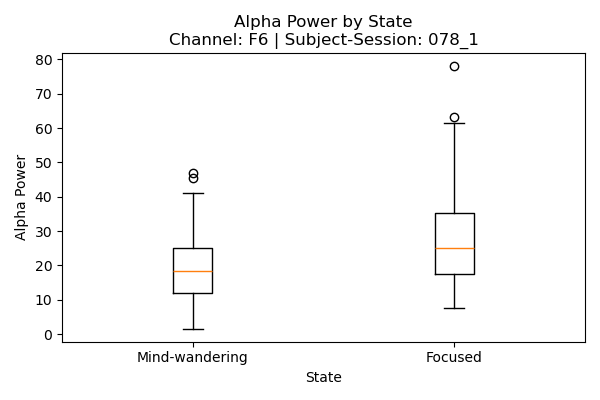 Alpha Power by State
Channel: F6 | Subject-Session: 078_1
80
70
60
50
40
30
20
10
0
Alpha Power
Mind-wandering
Focused
State